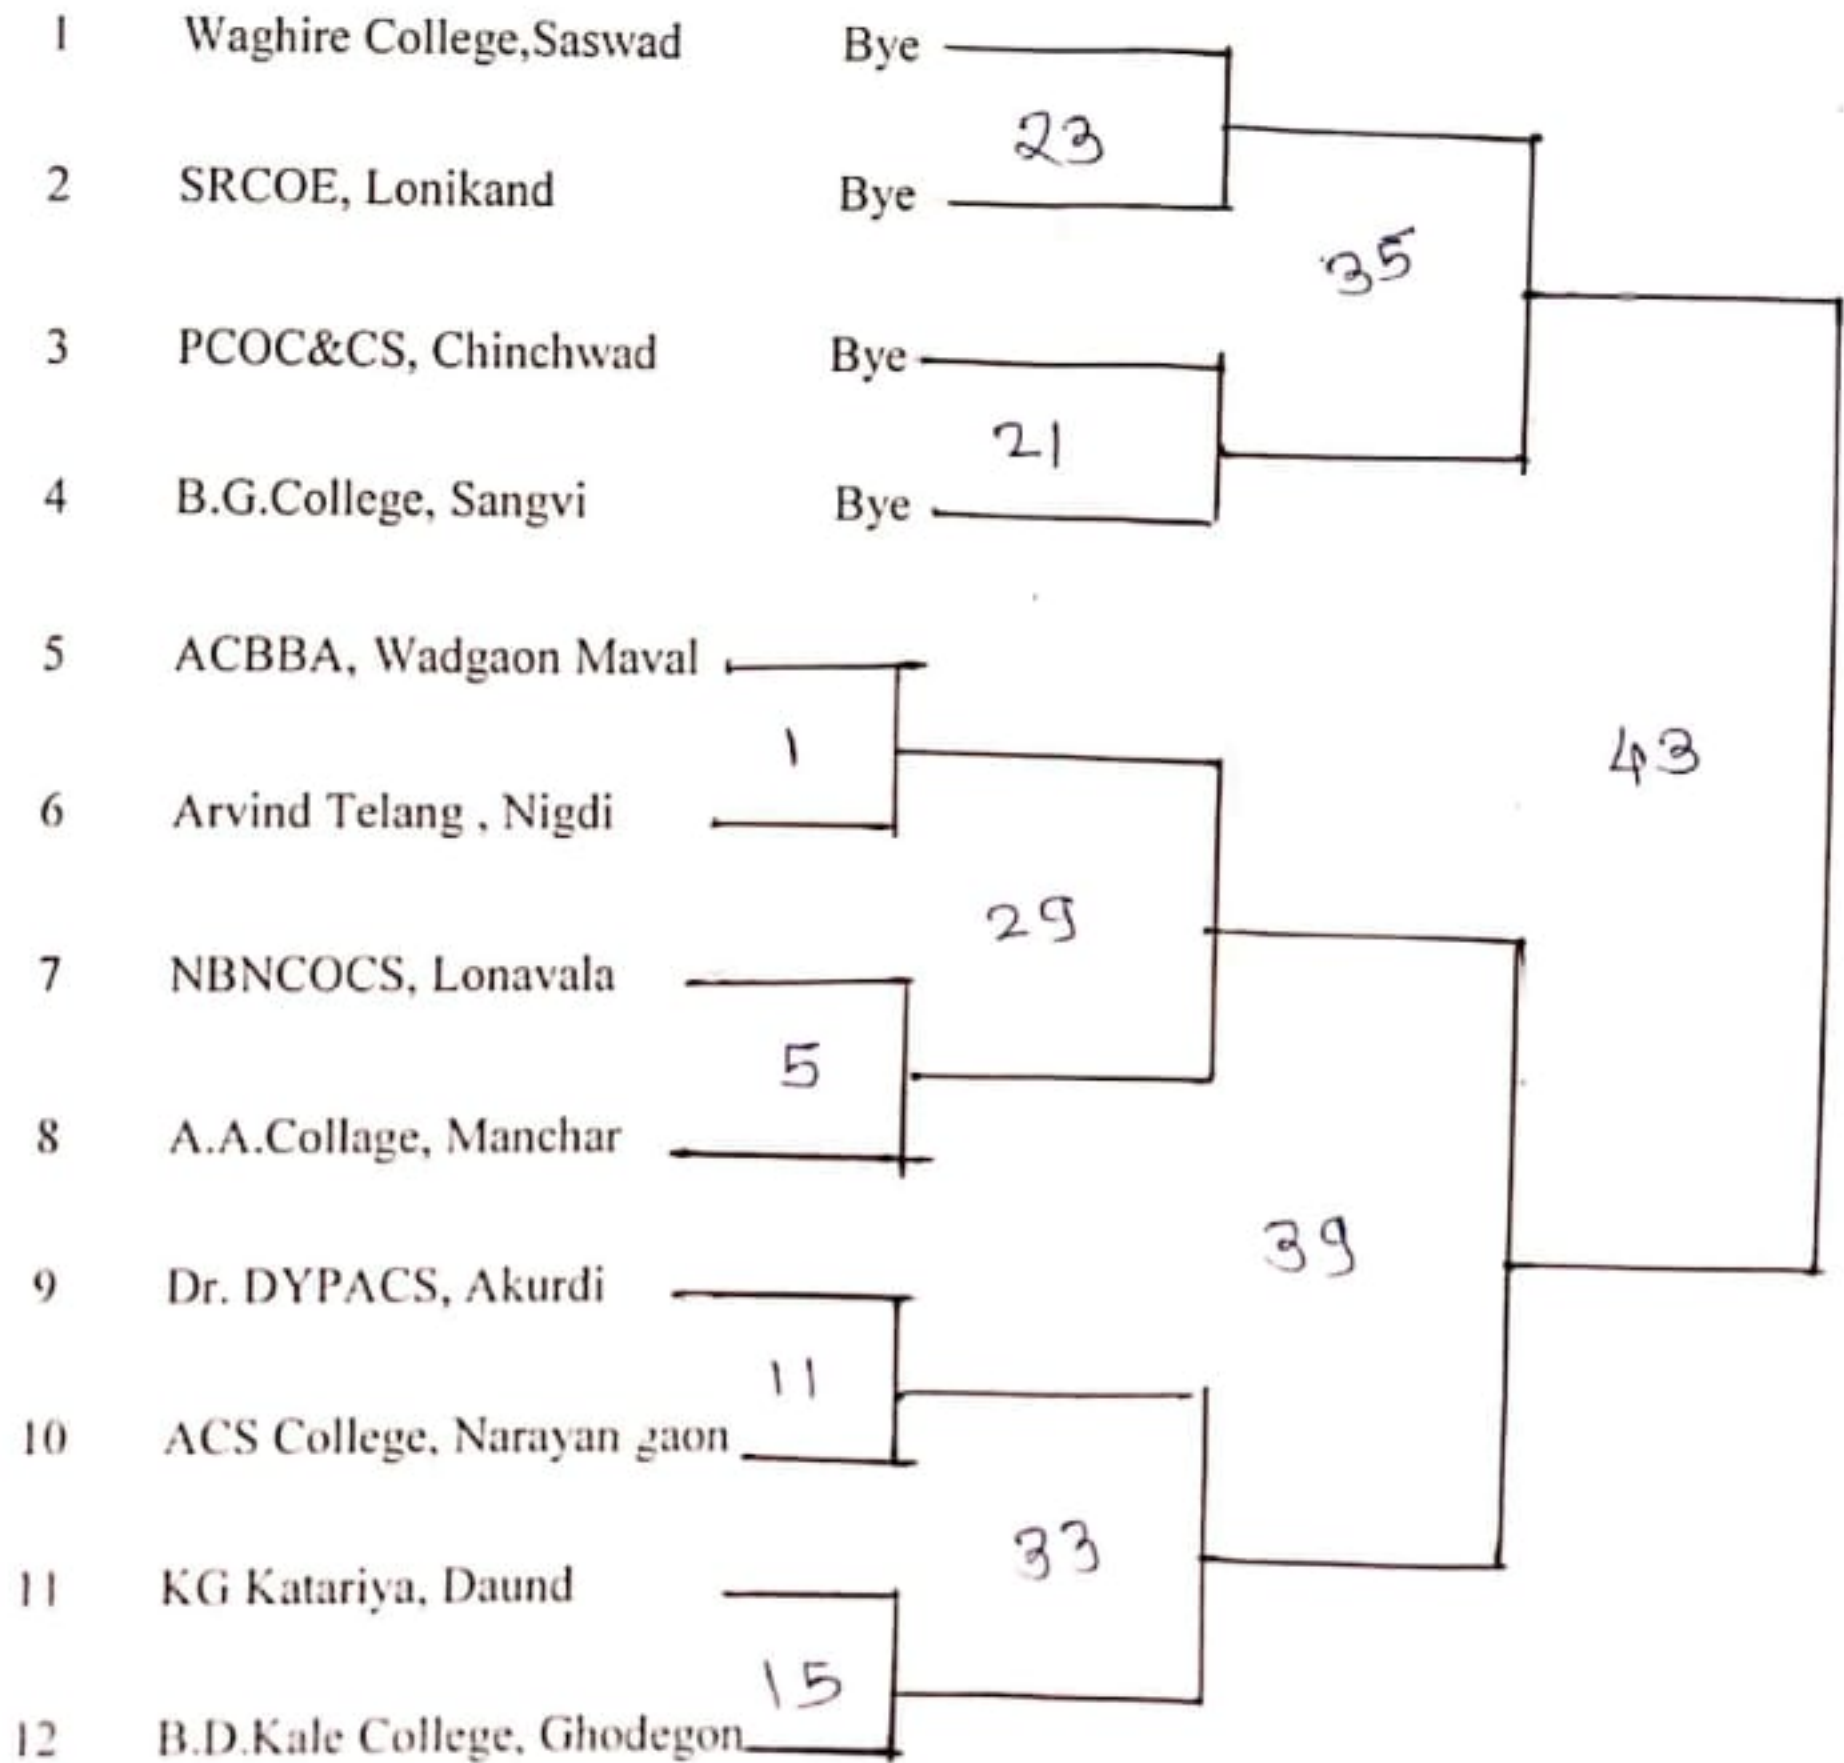 1 Waghire College,Saswad Bye
23
2 SRCOE, Lonikand Bye
35
3 PCOC&CS, Chinchwad Bye
21
4 B.G.College, Sangvi Bye
5 ACBBA, Wadgaon Maval
1
43
6 Arvind Telang , Nigdi
29
7 NBNCOCS, Lonavala
5
8 A.A.Collage, Manchar
39
9 Dr. DYPACS, Akurdi
11
10 ACS College, Narayan gaon
33
11 KG Katariya, Daund
15
12 B.D.Kale College, Ghodegon